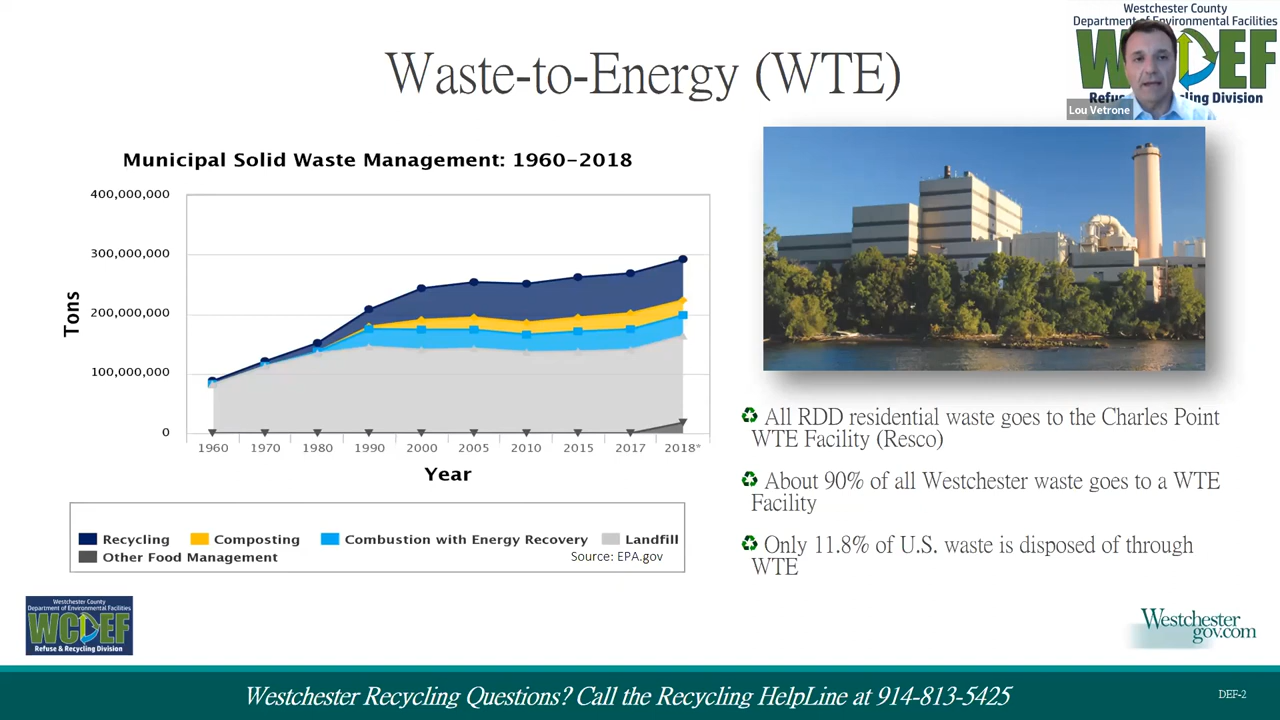 Westchester County
Department of Environmental Facilities
WCDEF
Refuse & Recycling Division
Lou Vetrone
Waste-to-Energy (WTE)
Municipal Solid Waste Management: 1960–2018
Tons
400,000,000
300,000,000
200,000,000
100,000,000
0
1960 1970 1980 1990 2000 2005 2010 2015 2017 2018*
Year
Recycling Composting Combustion with Energy Recovery Landfill
Other Food Management Source: EPA.gov
All RDD residential waste goes to the Charles Point
WTE Facility (Resco)
About 90% of all Westchester waste goes to a WTE
Facility
Only 11.8% of U.S. waste is disposed of through
WTE
Westchester County
Department of Environmental Facilities
WCDEF
Refuse & Recycling Division
Westchester
gov.com
Westchester Recycling Questions? Call the Recycling HelpLine at 914-813-5425
DEF-2